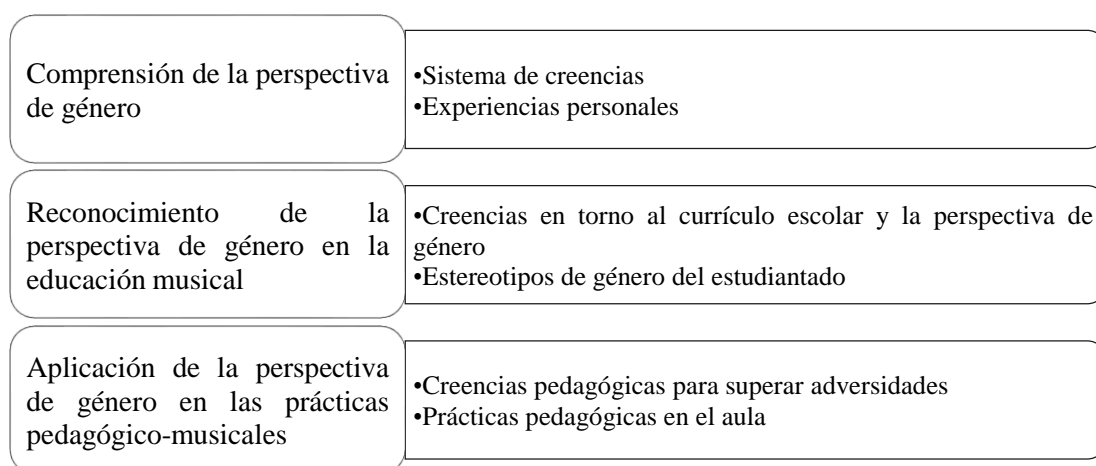 Comprensión de la perspectiva
de género
•Sistema de creencias
•Experiencias personales
Reconocimiento de la
perspectiva de género en la
educación musical
•Creencias en torno al currículo escolar y la perspectiva de
género
•Estereotipos de género del estudiantado
Aplicación de la perspectiva
de género en las prácticas
pedagógico-musicales
•Creencias pedagógicas para superar adversidades
•Prácticas pedagógicas en el aula